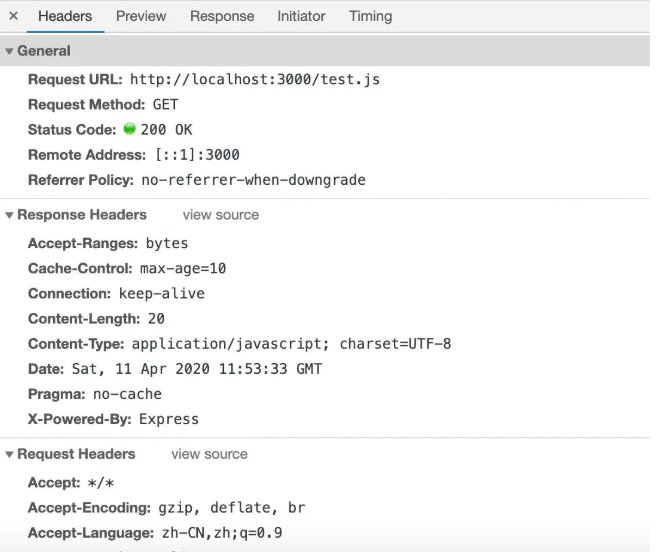 × Headers Preview Response Initiator Timing
▼ General
Request URL: http://localhost:3000/test.js
Request Method: GET
Status Code: 200 OK
Remote Address: [::1]:3000
Referrer Policy: no-referrer-when-downgrade
▼ Response Headers view source
Accept-Ranges: bytes
Cache-Control: max-age=10
Connection: keep-alive
Content-Length: 20
Content-Type: application/javascript; charset=UTF-8
Date: Sat, 11 Apr 2020 11:53:33 GMT
Pragma: no-cache
X-Powered-By: Express
▼ Request Headers view source
Accept: */*
Accept-Encoding: gzip, deflate, br
Accept-Language: zh-CN,zh;q=0.9